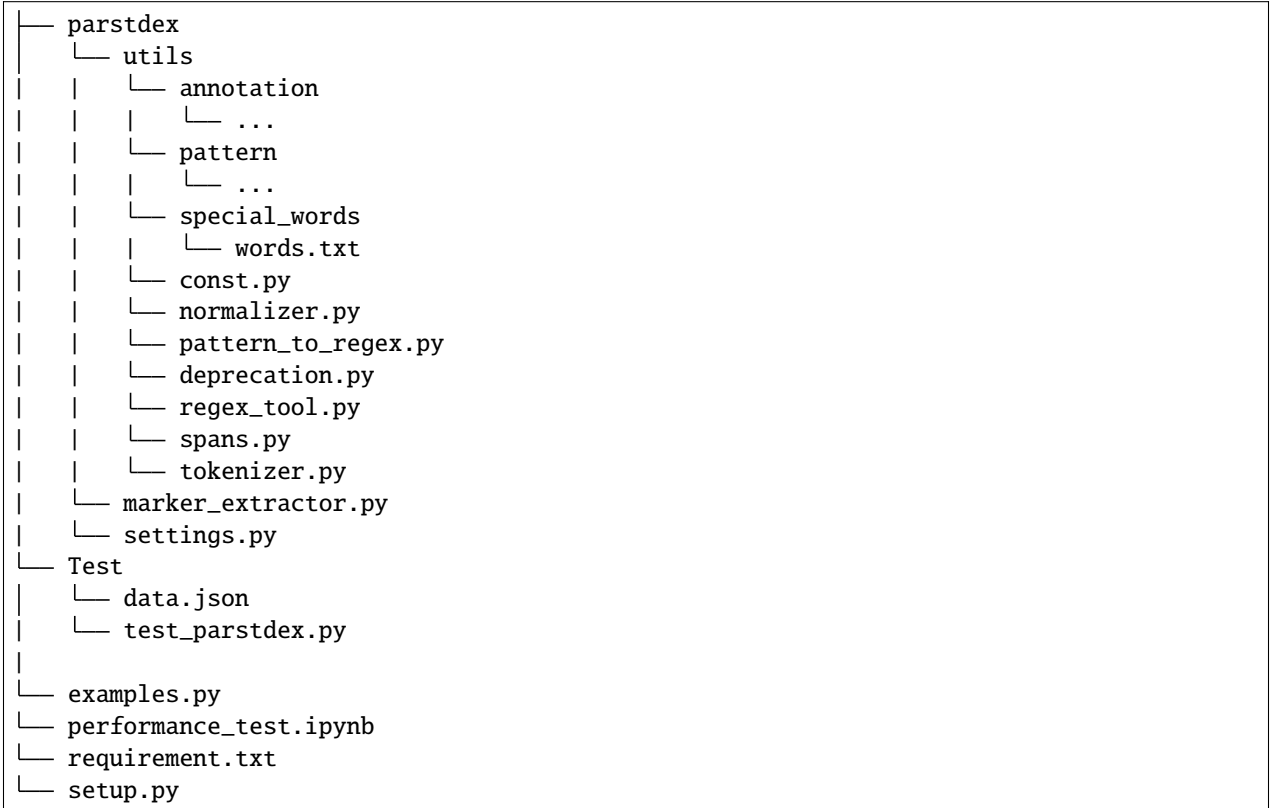 ├── parstdex
│   └── utils
|   |   └── annotation
|   |   |   └── ...
|   |   └── pattern
|   |   |   └── ...
|   |   └── special_words
|   |   |   └── words.txt
|   |   └── const.py
|   |   └── normalizer.py
|   |   └── pattern_to_regex.py
|   |   └── deprecation.py
|   |   └── regex_tool.py
|   |   └── spans.py
|   |   └── tokenizer.py
|   └── marker_extractor.py
|   └── settings.py
└── Test
│   └── data.json
|   └── test_parstdex.py
|
└── examples.py
└── performance_test.ipynb
└── requirement.txt
└── setup.py